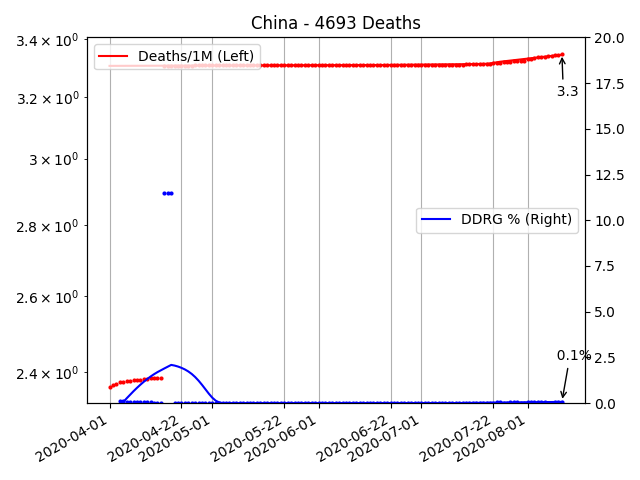 China - 4693 Deaths
3.4 × 10⁰
3.2 × 10⁰
3 × 10⁰
2.8 × 10⁰
2.6 × 10⁰
2.4 × 10⁰
Deaths/1M (Left)
DDRG % (Right)
3.3
0.1%
20.0
17.5
15.0
12.5
10.0
7.5
5.0
2.5
0.0
2020-04-01
2020-04-22
2020-05-01
2020-05-22
2020-06-01
2020-06-22
2020-07-01
2020-07-22
2020-08-01